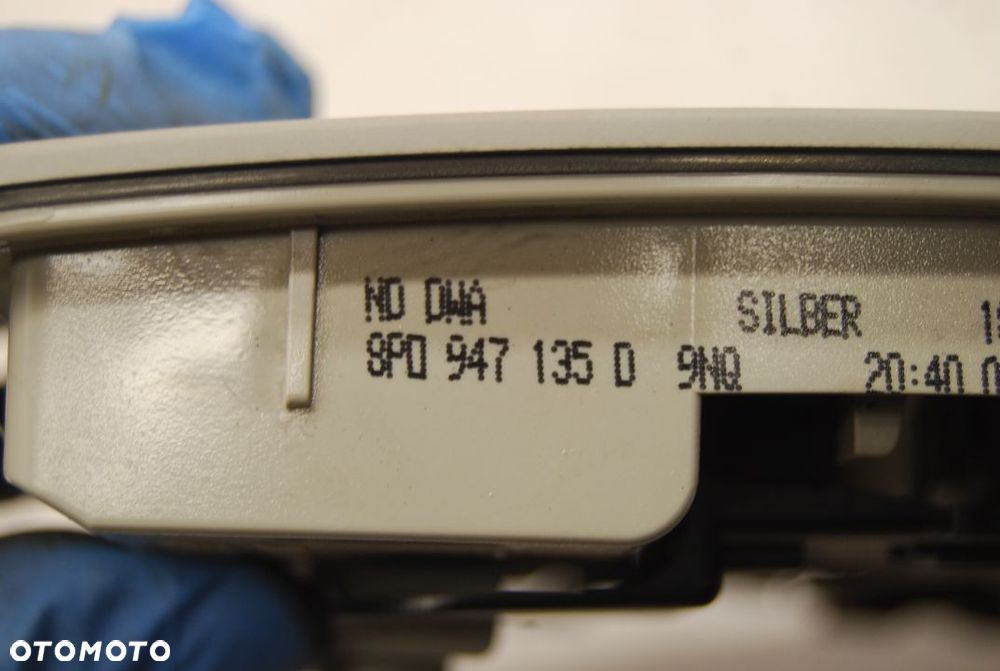 ND DWA SILBER
8P0 947 135 D 9NQ 20:40
OTOMOTO